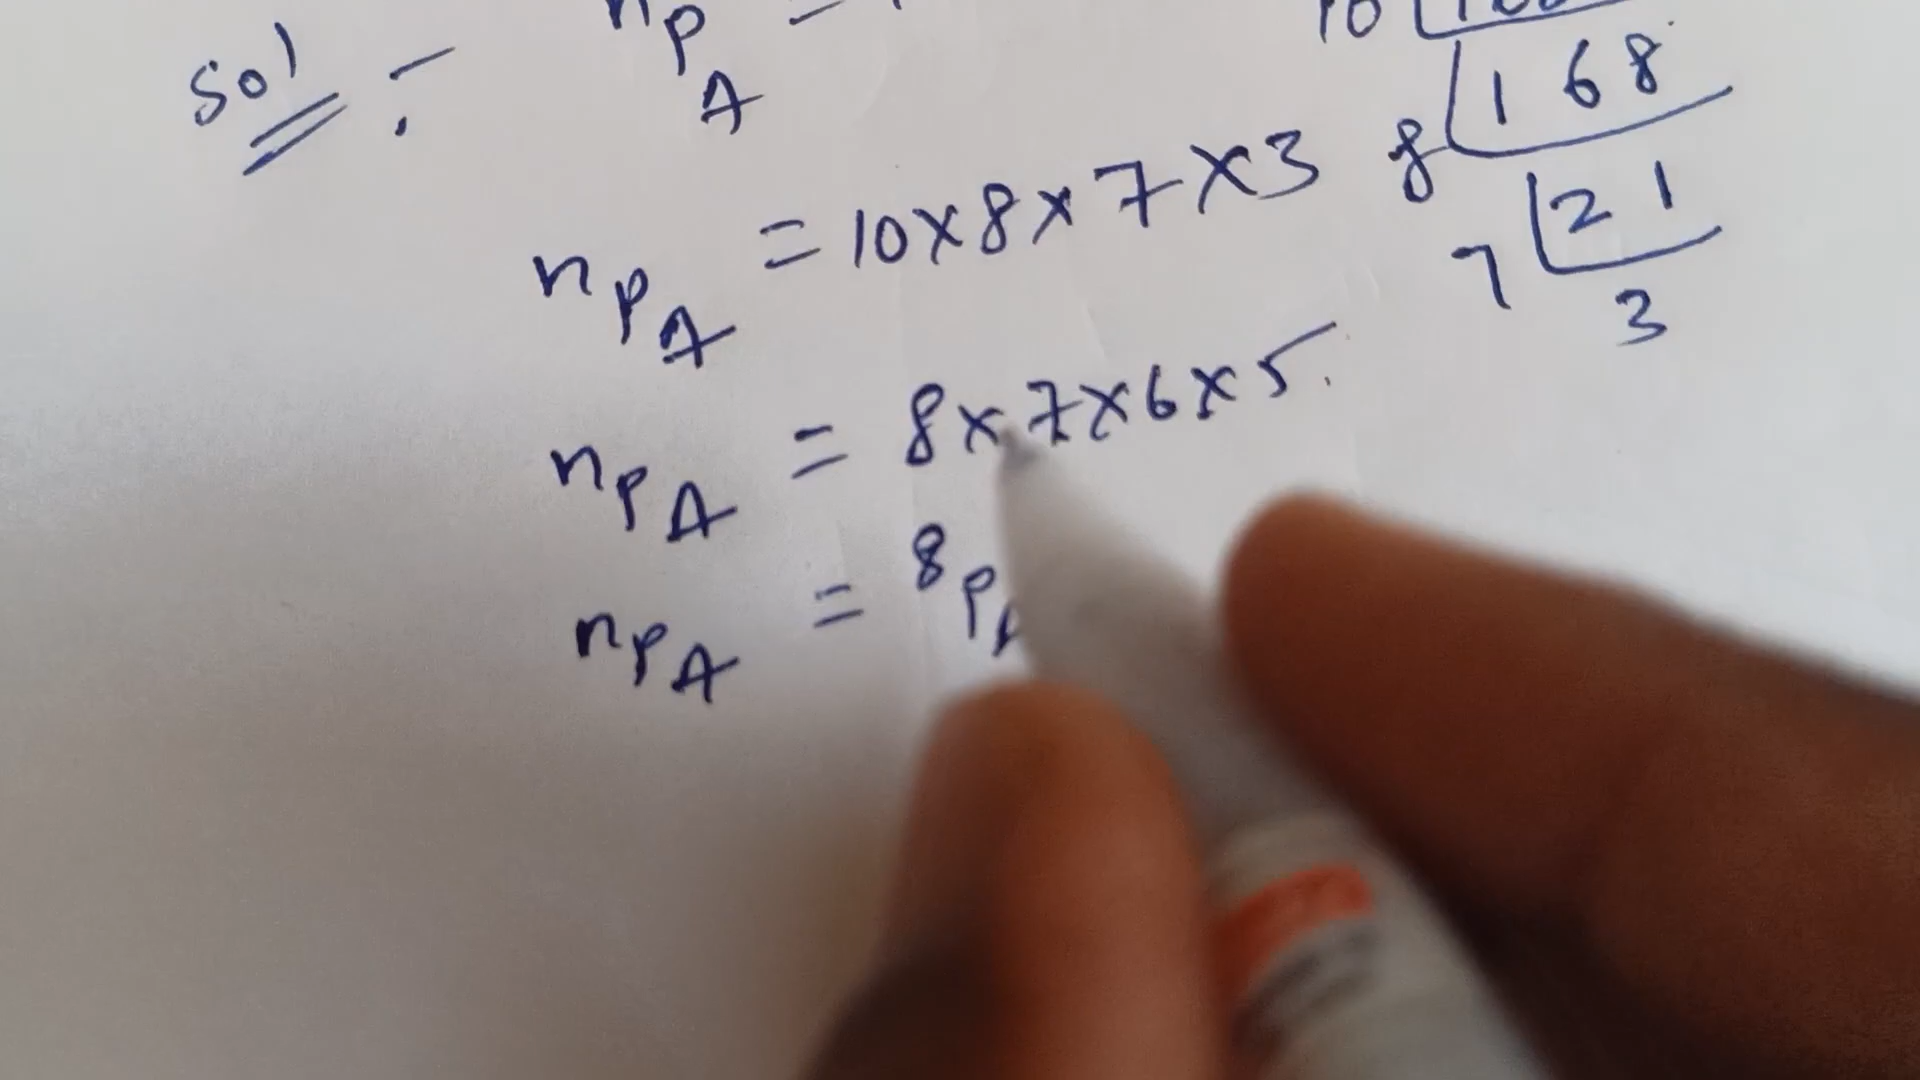 Sol :- nP4 =
10 168
= 10×8×7×3 8 21
nP4 7 3
nP4 = 8×7×6×5.
nP4 = 8P